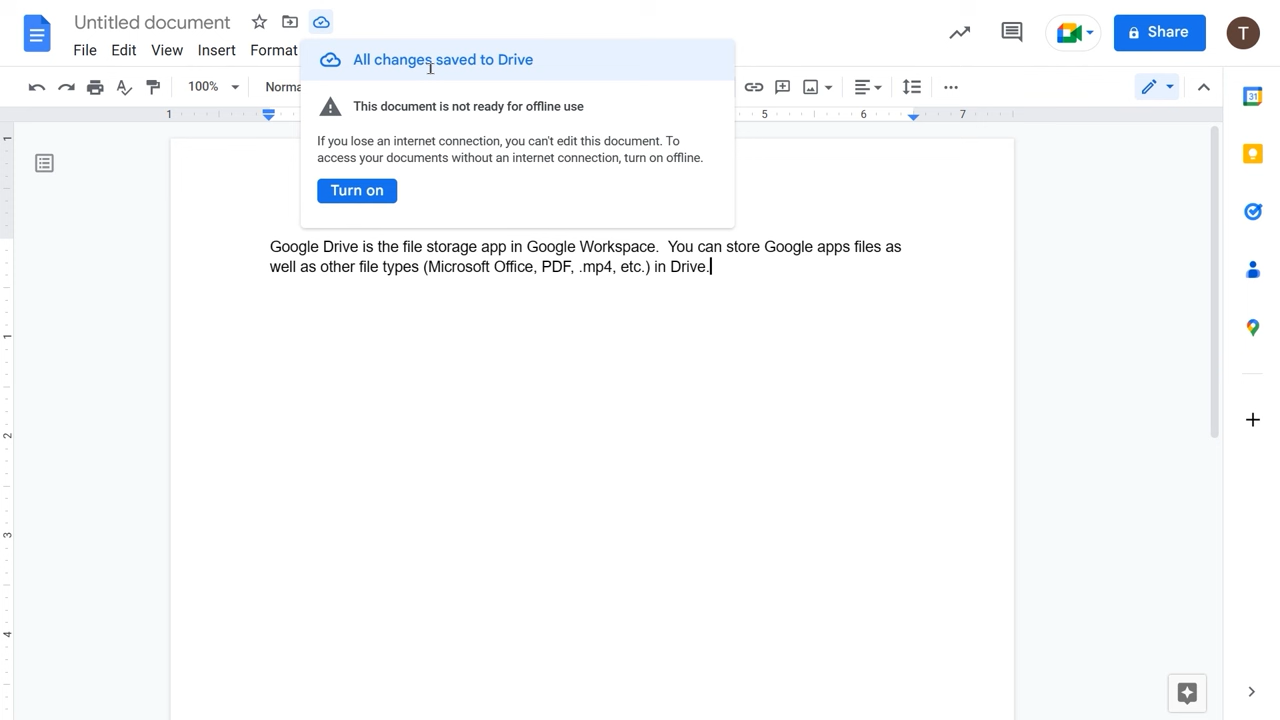 Untitled document
File Edit View Insert Format
Share
T
All changes saved to Drive
100%
Norma
31
This document is not ready for offline use
1 5 6 7
If you lose an internet connection, you can't edit this document. To
access your documents without an internet connection, turn on offline.
Turn on
Google Drive is the file storage app in Google Workspace. You can store Google apps files as
well as other file types (Microsoft Office, PDF, .mp4, etc.) in Drive.
1
1
2
3
4